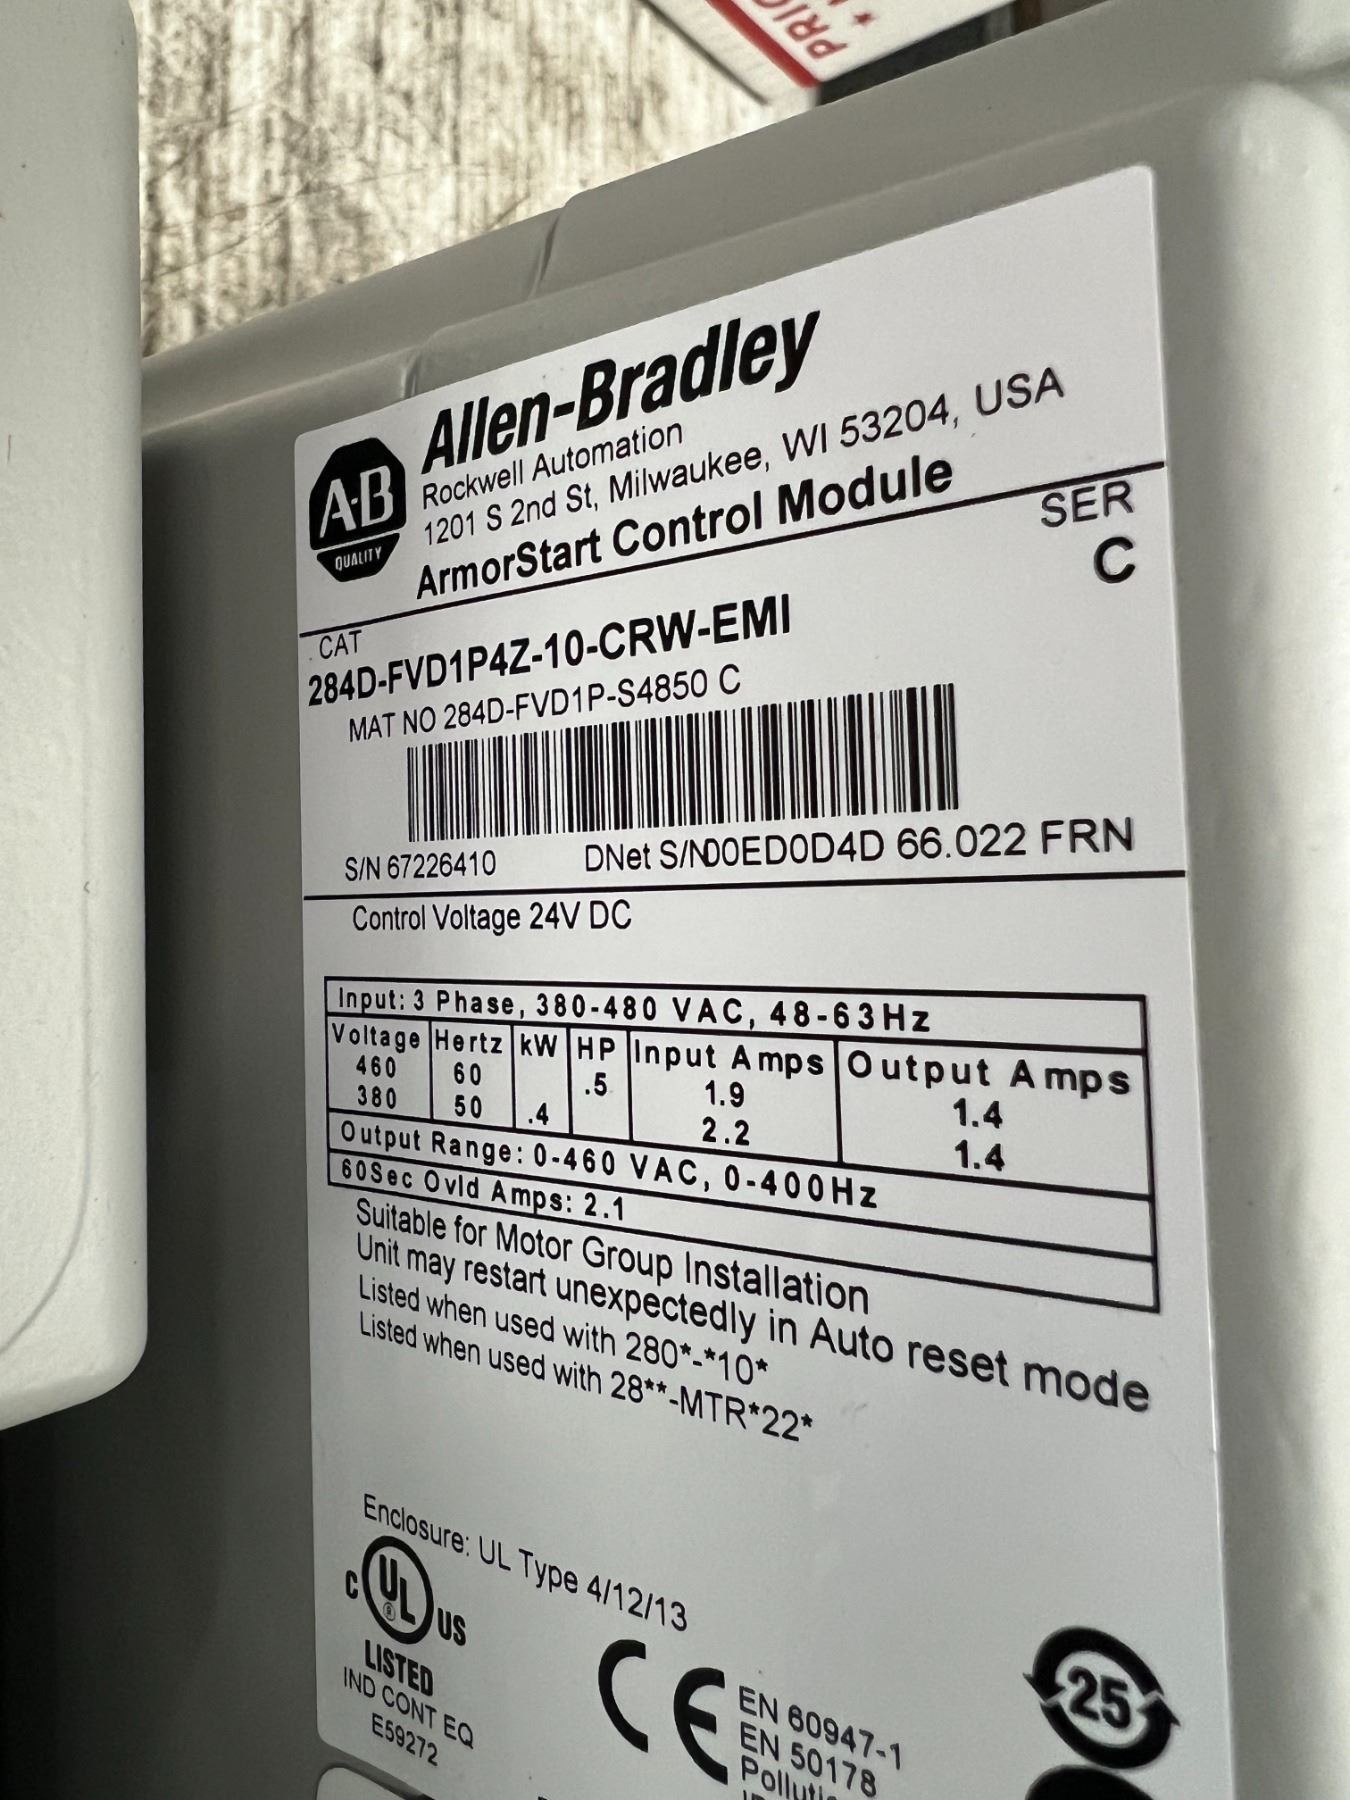 PRIO
A-B
QUALITY
Allen-Bradley
Rockwell Automation
1201 S 2nd St, Milwaukee, WI 53204, USA
ArmorStart Control Module
SER
C
CAT
284D-FVD1P4Z-10-CRW-EMI
MAT NO 284D-FVD1P-S4850 C
S/N 67226410 DNet S/N00ED0D4D 66.022 FRN
Control Voltage 24V DC
Input: 3 Phase, 380-480 VAC, 48-63Hz
Voltage Hertz kW HP Input Amps Output Amps
460 60 .5 1.9 1.4
380 50 .4 2.2 1.4
Output Range: 0-460 VAC, 0-400Hz
60Sec Ovld Amps: 2.1
Suitable for Motor Group Installation
Unit may restart unexpectedly in Auto reset mode
Listed when used with 280*-*10*
Listed when used with 28**-MTR*22*
Enclosure: UL Type 4/12/13
C UL ® US
LISTED
IND CONT EQ
E59272
CE
EN 60947-1
EN 50178
25